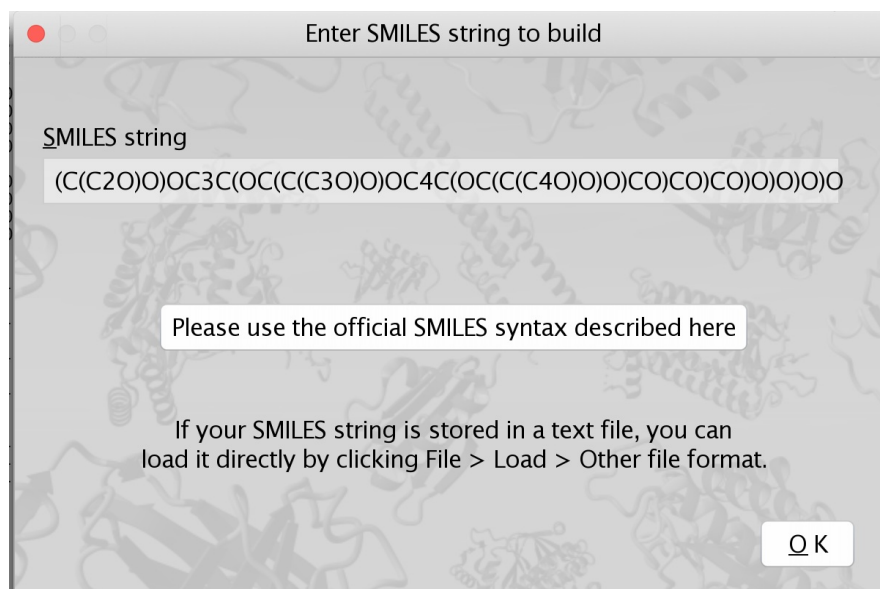 Enter SMILES string to build
SMILES string
(C(C2O)O)OC3C(OC(C(C3O)O)OC4C(OC(C(C4O)O)O)CO)CO)CO)O)O)O)O
Please use the official SMILES syntax described here
If your SMILES string is stored in a text file, you can
load it directly by clicking File > Load > Other file format.
O K